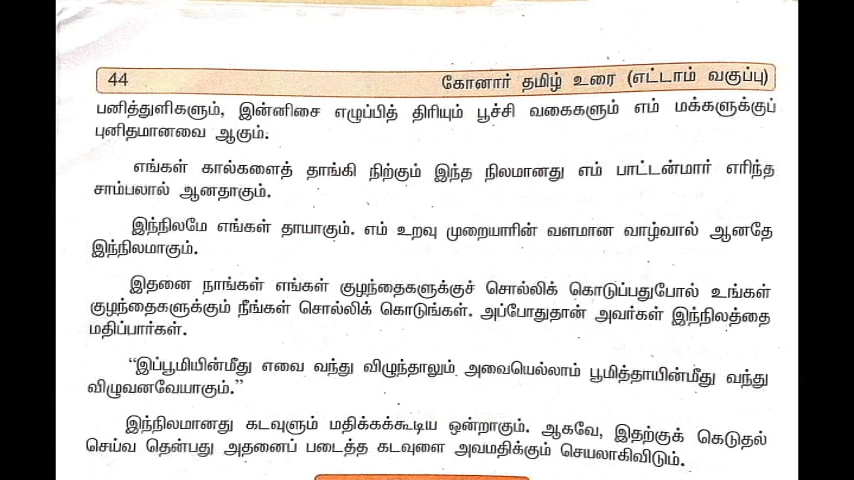 44 கோனார் தமிழ் உரை (எட்டாம் வகுப்பு)
பனித்துளிகளும், இன்னிசை எழுப்பித் திரியும் பூச்சி வகைகளும் எம் மக்களுக்குப்
புனிதமானவை ஆகும்.
எங்கள் கால்களைத் தாங்கி நிற்கும் இந்த நிலமானது எம் பாட்டன்மார் எரிந்த
சாம்பலால் ஆனதாகும்.
இந்நிலமே எங்கள் தாயாகும். எம் உறவு முறையாரின் வளமான வாழ்வால் ஆனதே
இந்நிலமாகும்.
இதனை நாங்கள் எங்கள் குழந்தைகளுக்குச் சொல்லிக் கொடுப்பதுபோல் உங்கள்
குழந்தைகளுக்கும் நீங்கள் சொல்லிக் கொடுங்கள். அப்போதுதான் அவர்கள் இந்நிலத்தை
மதிப்பார்கள்.
“இப்பூமியின்மீது எவை வந்து விழுந்தாலும் அவையெல்லாம் பூமித்தாயின்மீது வந்து
விழுவனவேயாகும்.”
இந்நிலமானது கடவுளும் மதிக்கக்கூடிய ஒன்றாகும். ஆகவே, இதற்குக் கெடுதல்
செய்வ தென்பது அதனைப் படைத்த கடவுளை அவமதிக்கும் செயலாகிவிடும்.